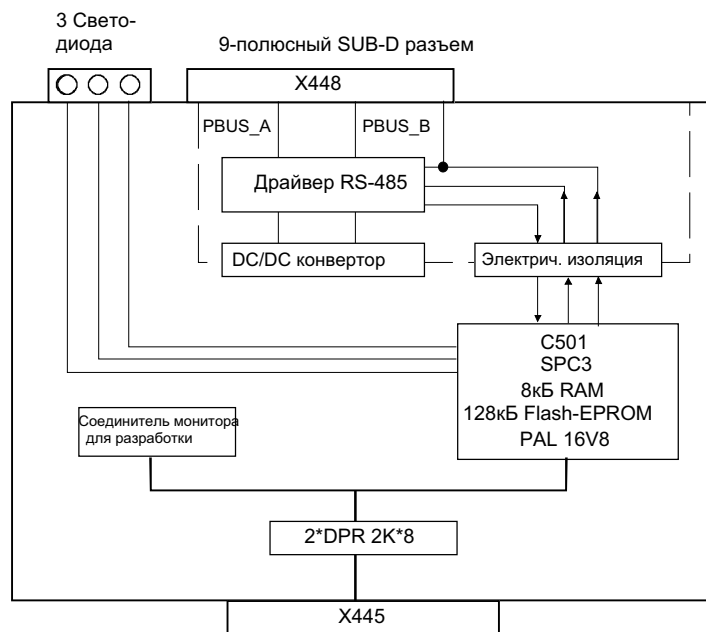 3 Свето-
диода
9-полюсный SUB-D разъем
X448
PBUS_A
PBUS_B
Драйвер RS-485
DC/DC конвертор
Электрич. изоляция
C501
SPC3
8кБ RAM
128кБ Flash-EPROM
PAL 16V8
Соединитель монитора
для разработки
2*DPR 2K*8
X445